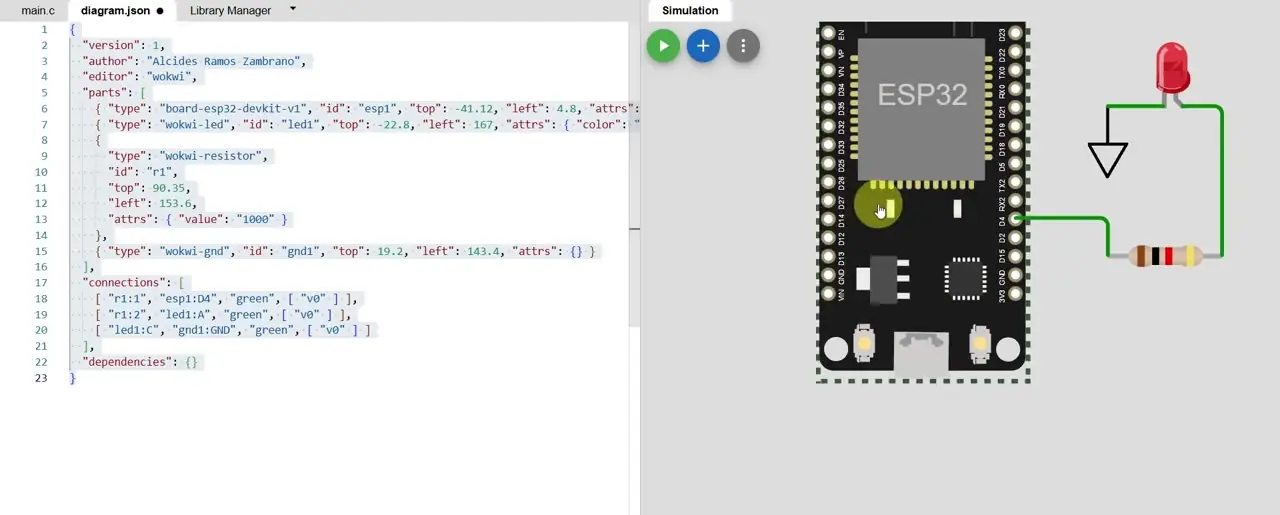 main.c
diagram.json
Library Manager
1 {
2 "version": 1,
3 "author": "Alcides Ramos Zambrano",
4 "editor": "wokwi",
5 "parts": [
6 { "type": "board-esp32-devkit-v1", "id": "esp1", "top": -41.12, "left": 4.8, "attrs":
7 { "type": "wokwi-led", "id": "led1", "top": -22.8, "left": 167, "attrs": { "color": "
8 {
9 "type": "wokwi-resistor",
10 "id": "r1",
11 "top": 90.35,
12 "left": 153.6,
13 "attrs": { "value": "1000" }
14 },
15 { "type": "wokwi-gnd", "id": "gnd1", "top": 19.2, "left": 143.4, "attrs": {} }
16 ],
17 "connections": [
18 [ "r1:1", "esp1:D4", "green", [ "v0" ] ],
19 [ "r1:2", "led1:A", "green", [ "v0" ] ],
20 [ "led1:C", "gnd1:GND", "green", [ "v0" ] ]
21 ],
22 "dependencies": {}
23 }
Simulation
ESP32
EN
VP
VN
D34
D35
D32
D33
D25
D26
D27
D14
D12
D13
GND
VIN
D23
D22
TX0
RX0
D21
D19
D18
D5
TX2
RX2
D4
D2
D15
GND
3V3